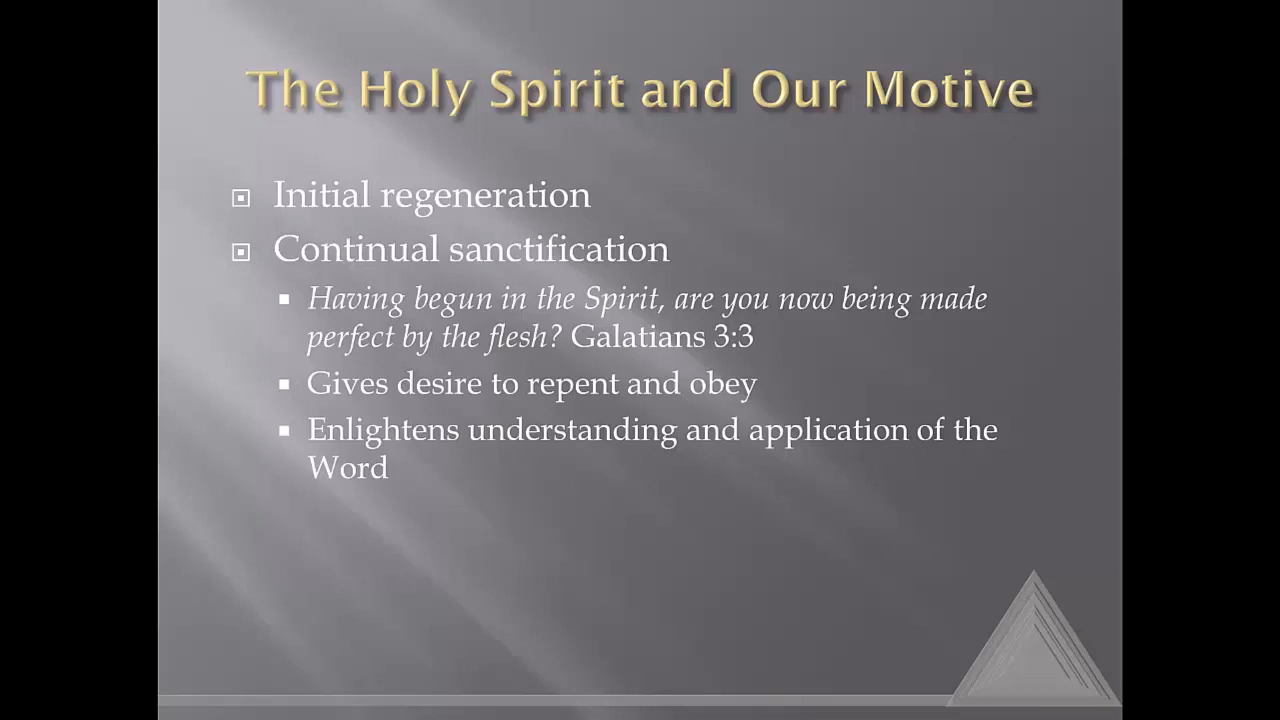 The Holy Spirit and Our Motive
Initial regeneration
Continual sanctification
Having begun in the Spirit, are you now being made
perfect by the flesh? Galatians 3:3
Gives desire to repent and obey
Enlightens understanding and application of the
Word